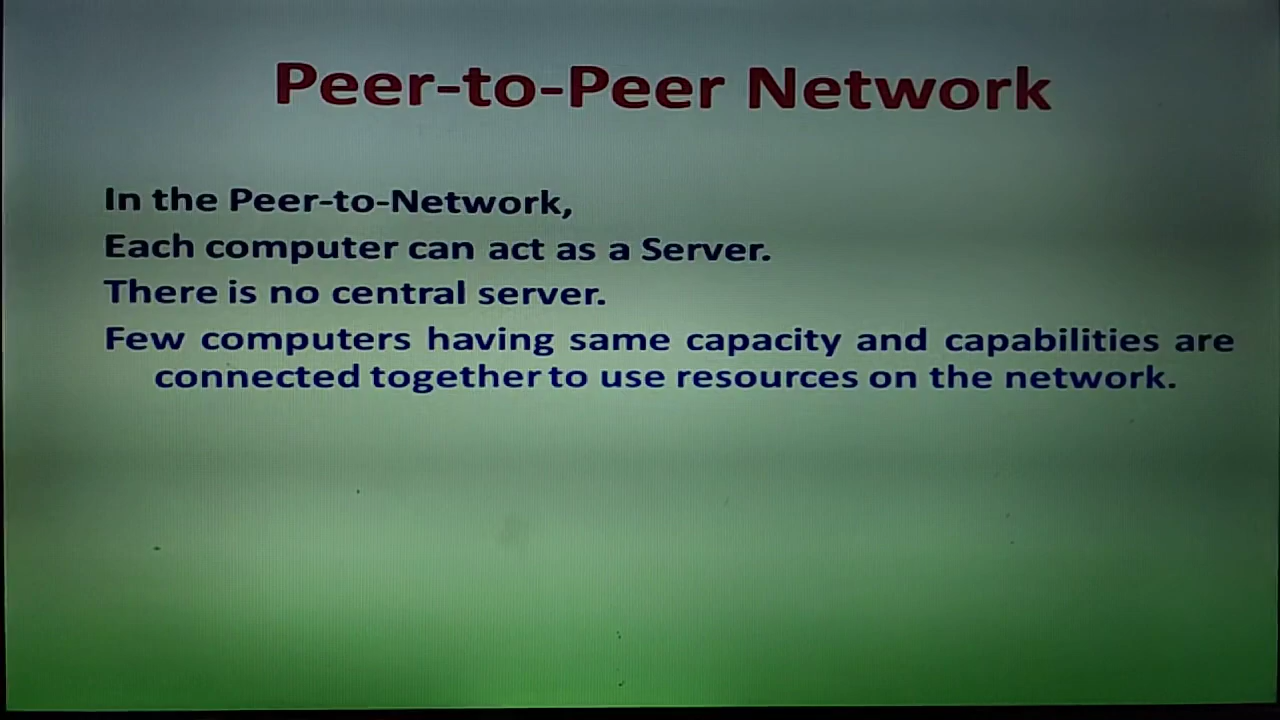 Peer-to-Peer Network
In the Peer-to-Network,
Each computer can act as a Server.
There is no central server.
Few computers having same capacity and capabilities are
connected together to use resources on the network.